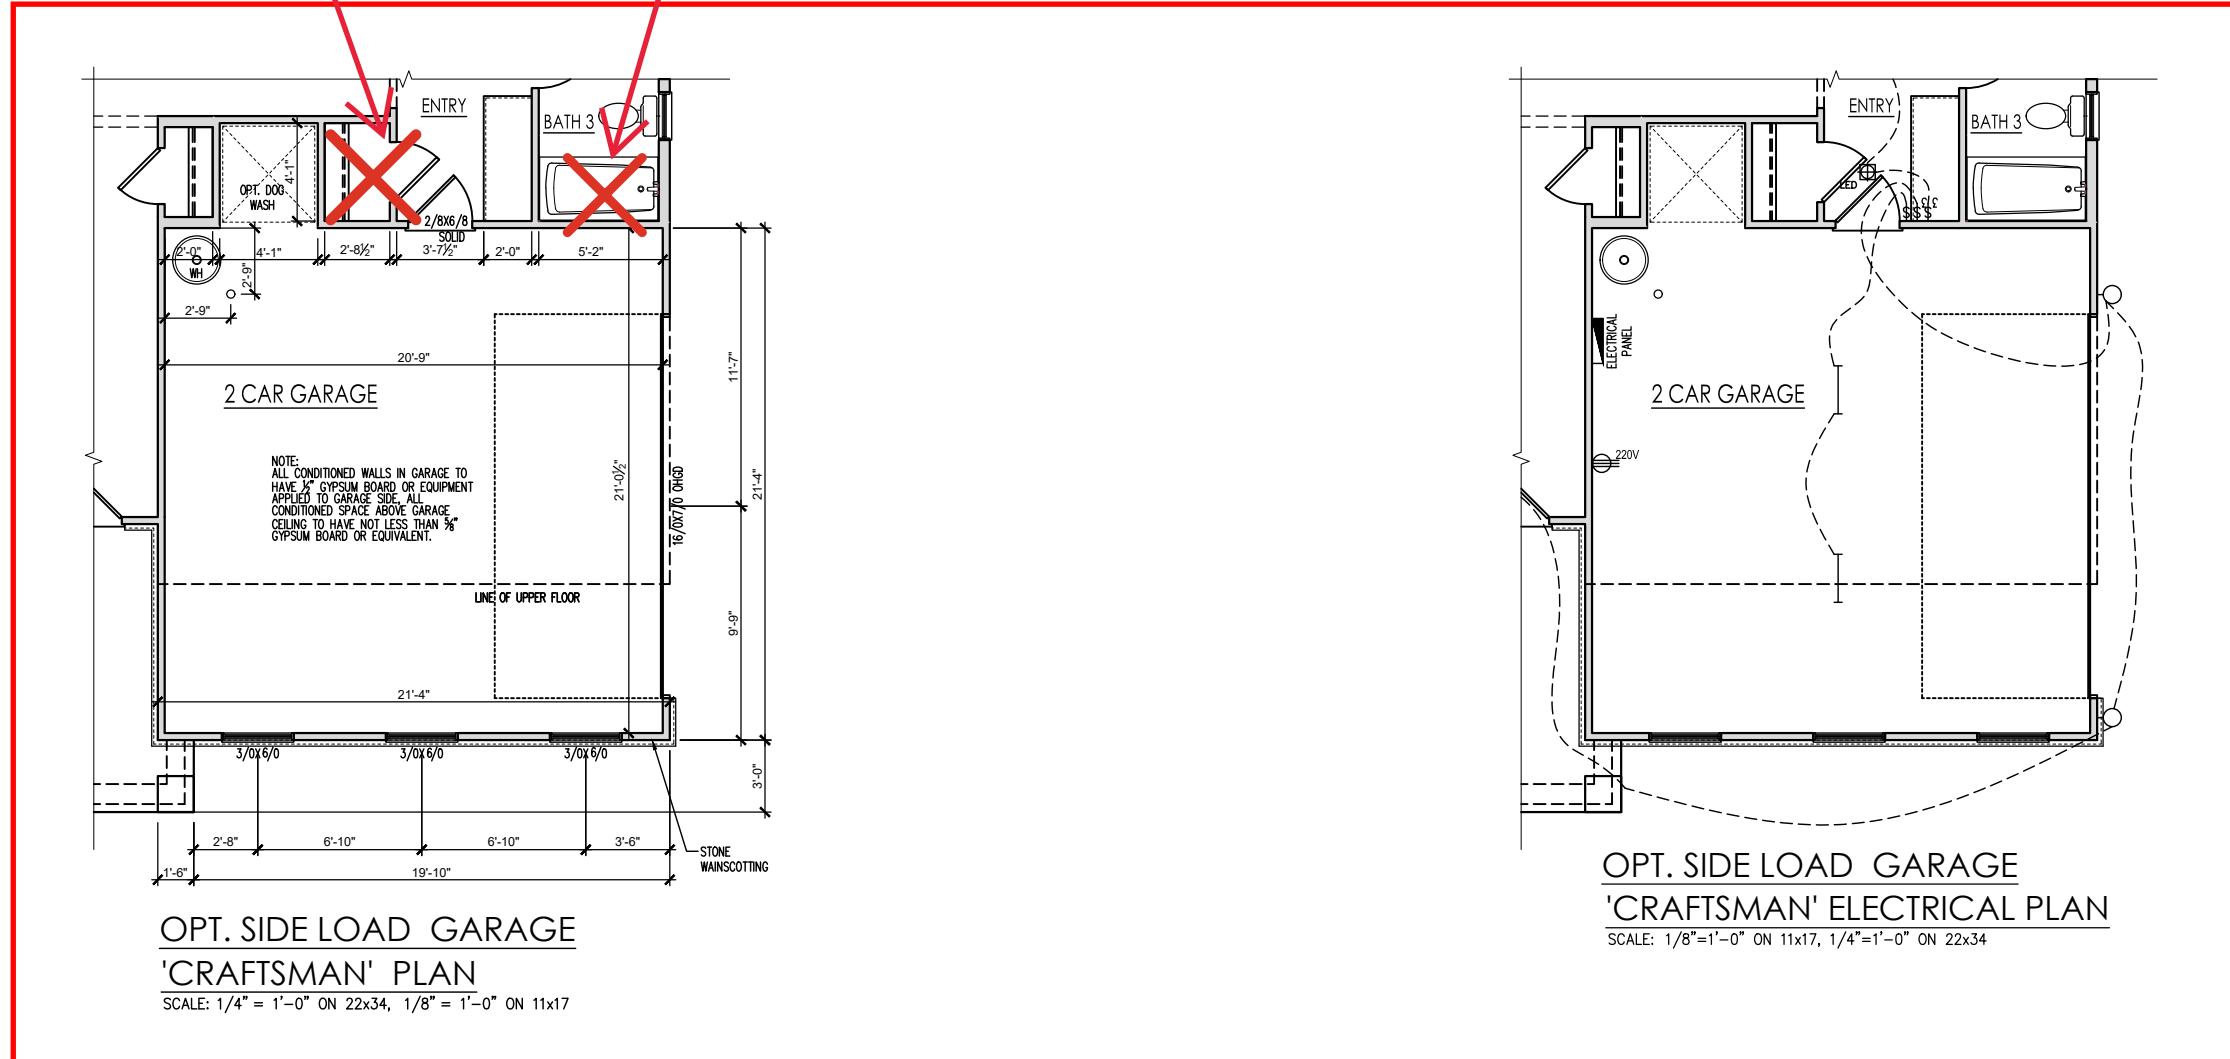 ENTRY
BATH 3
OPT. DOG
WASH
4'-1"
2/8X6/8
SOLID
2'-0"
4'-1"
2'-8½"
3'-7½"
2'-0"
5'-2"
WH
2'-9"
2'-9"
20'-9"
11'-7"
2 CAR GARAGE
NOTE:
ALL CONDITIONED WALLS IN GARAGE TO
HAVE ½" GYPSUM BOARD OR EQUIPMENT
APPLIED TO GARAGE SIDE, ALL
CONDITIONED SPACE ABOVE GARAGE
CEILING TO HAVE NOT LESS THAN ⅝"
GYPSUM BOARD OR EQUIVALENT.
21'-0½"
16/0X7/0 OHGD
21'-4"
LINE OF UPPER FLOOR
9'-9"
21'-4"
3/0X6/0
3/0X6/0
3/0X6/0
3'-0"
2'-8"
6'-10"
6'-10"
3'-6"
STONE
WAINSCOTTING
1'-6"
19'-10"
OPT. SIDE LOAD GARAGE
'CRAFTSMAN' PLAN
SCALE: 1/4" = 1'-0" ON 22x34, 1/8" = 1'-0" ON 11x17
ENTRY
BATH 3
LED
$ $ $
3 3
ELECTRICAL
PANEL
2 CAR GARAGE
220V
OPT. SIDE LOAD GARAGE
'CRAFTSMAN' ELECTRICAL PLAN
SCALE: 1/8"=1'-0" ON 11x17, 1/4"=1'-0" ON 22x34